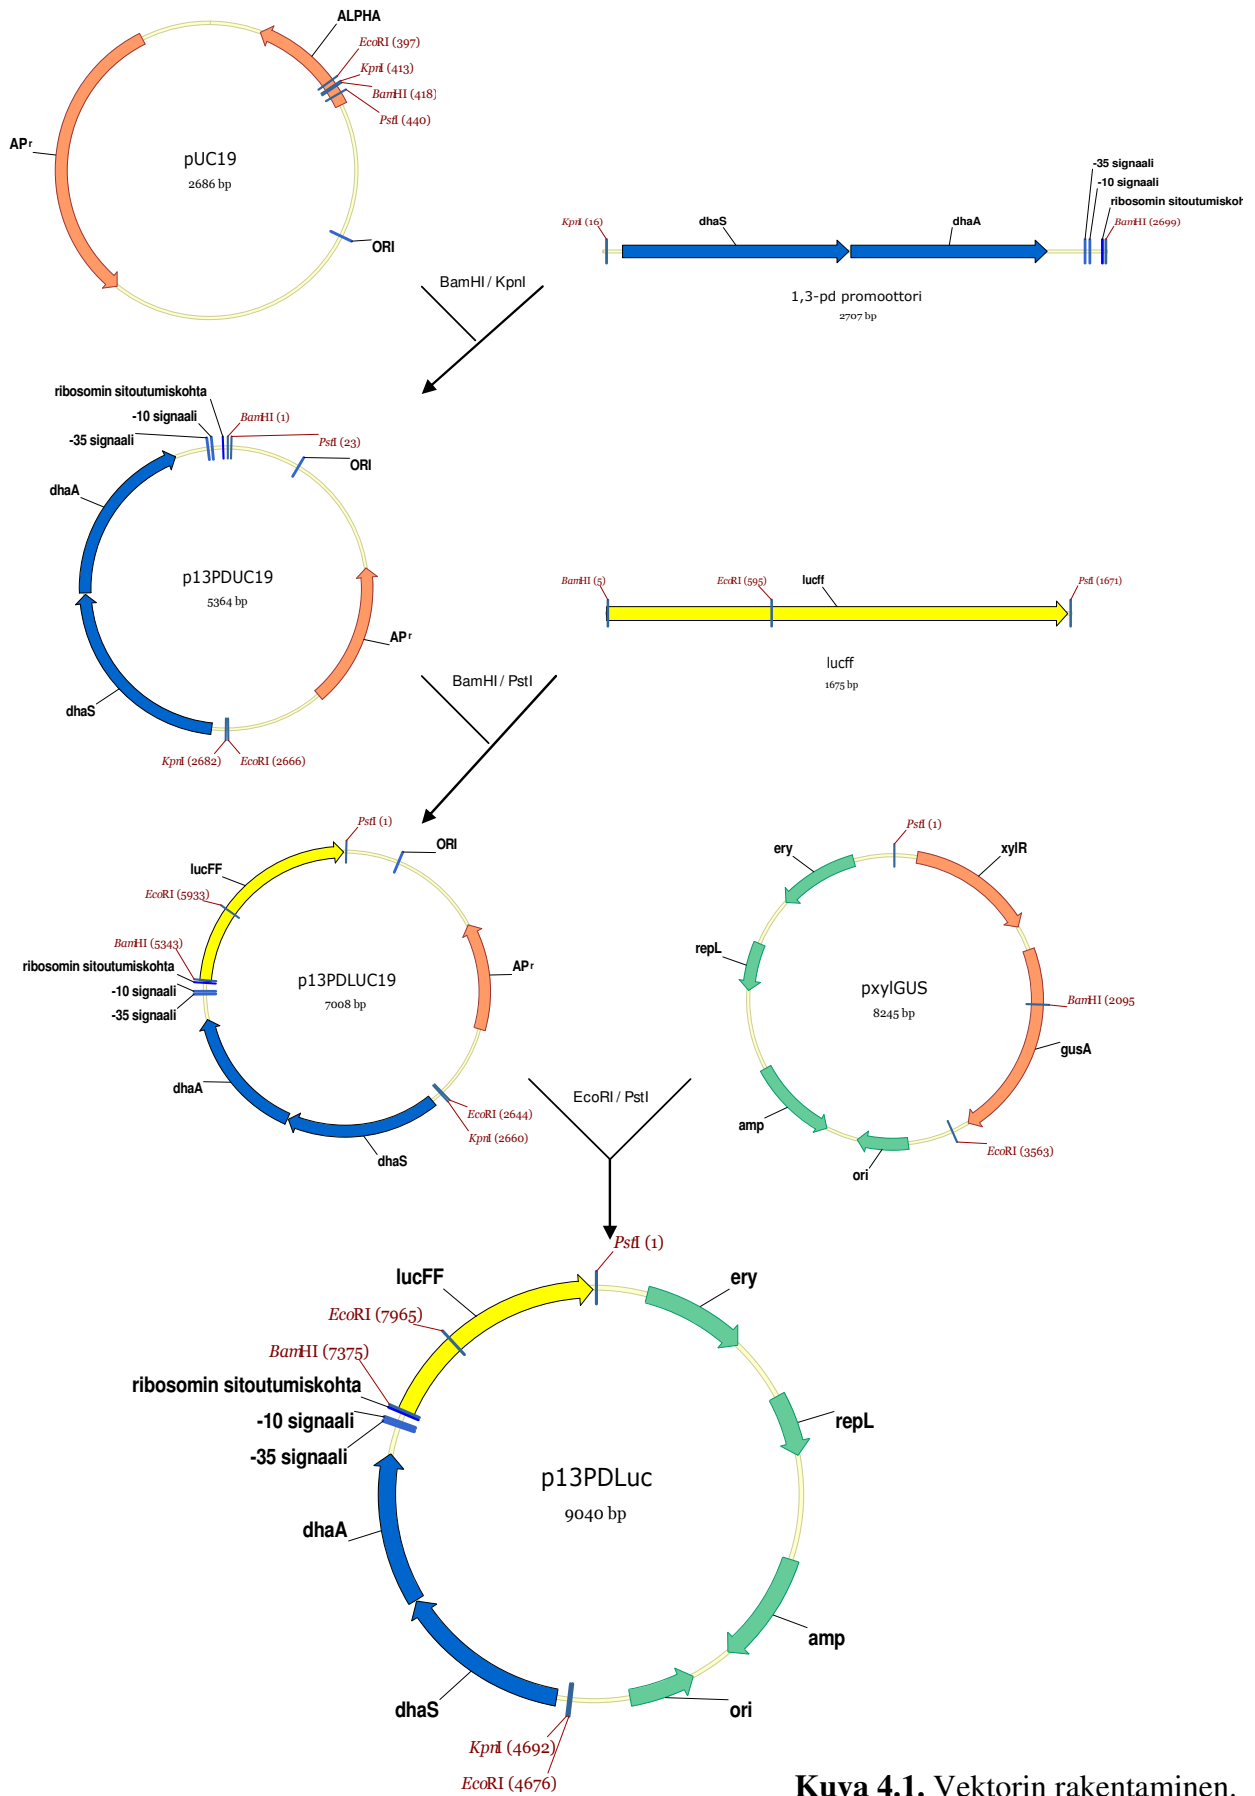 ALPHA
EcoRI (397)
KpnI (413)
BamHI (418)
PstI (440)
APr
pUC19
2686 bp
ORI
-35 signaali
-10 signaali
ribosomin sitoutumiskoh
KpnI (16)
dhaS
dhaA
BamHI (2699)
1,3-pd promoottori
2707 bp
BamHI / KpnI
ribosomin sitoutumiskohta
-10 signaali
-35 signaali
BamHI (1)
PstI (23)
ORI
dhaA
p13PDUC19
5364 bp
APr
dhaS
KpnI (2682)
EcoRI (2666)
BamHI (5)
EcoRI (595)
lucff
PstI (1671)
lucff
1675 bp
BamHI / PstI
PstI (1)
ORI
lucFF
EcoRI (5933)
BamHI (5343)
ribosomin sitoutumiskohta
-10 signaali
-35 signaali
p13PDLUC19
7008 bp
APr
dhaA
EcoRI (2644)
KpnI (2660)
dhaS
PstI (1)
ery
xylR
repL
pxylGUS
8245 bp
BamHI (2095
gusA
amp
EcoRI (3563)
ori
EcoRI / PstI
PstI (1)
lucFF
ery
EcoRI (7965)
BamHI (7375)
ribosomin sitoutumiskohta
-10 signaali
-35 signaali
repL
p13PDLuc
9040 bp
dhaA
amp
dhaS
ori
KpnI (4692)
EcoRI (4676)
Kuva 4.1. Vektorin rakentaminen.